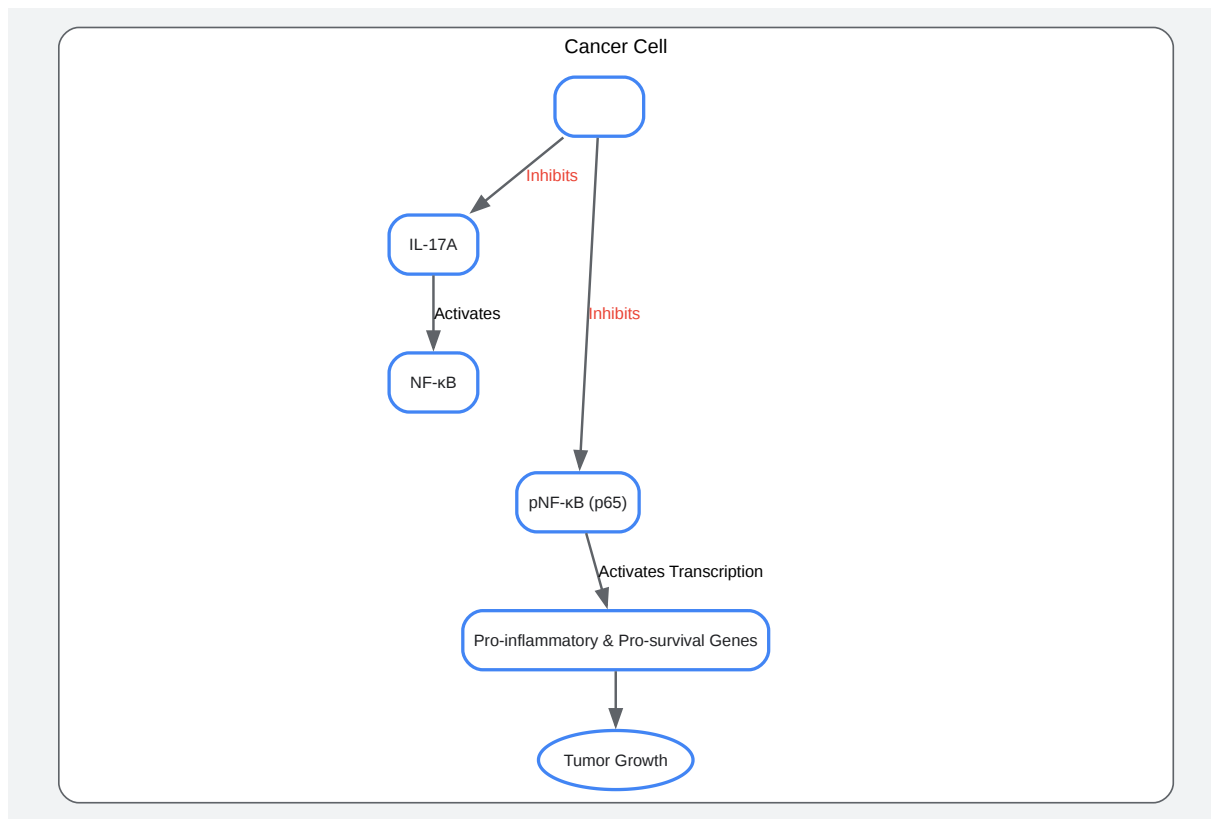 Cancer Cell
Inhibits
IL-17A
Activates
Inhibits
NF-κB
pNF-κB (p65)
Activates Transcription
Pro-inflammatory & Pro-survival Genes
Tumor Growth